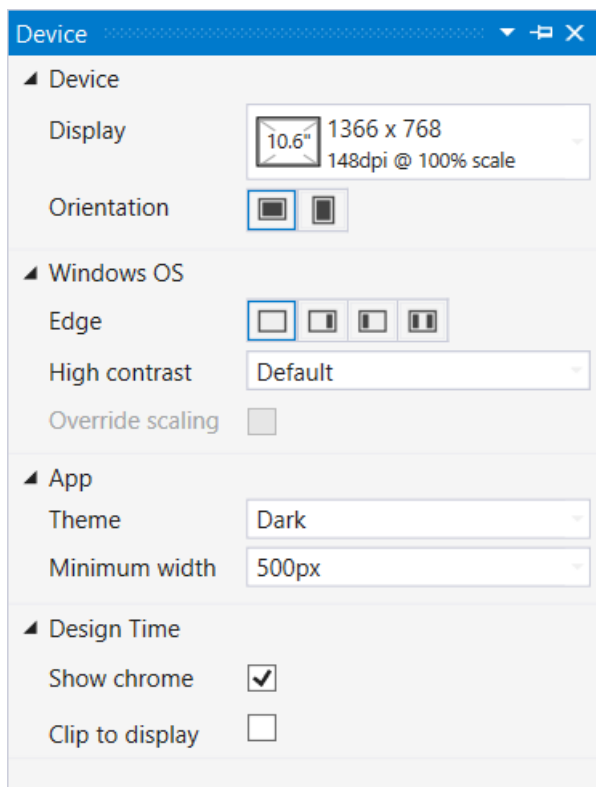 Device
Device
Display
10.6"
1366 x 768
148dpi @ 100% scale
Orientation
Windows OS
Edge
High contrast
Default
Override scaling
App
Theme
Dark
Minimum width
500px
Design Time
Show chrome
Clip to display